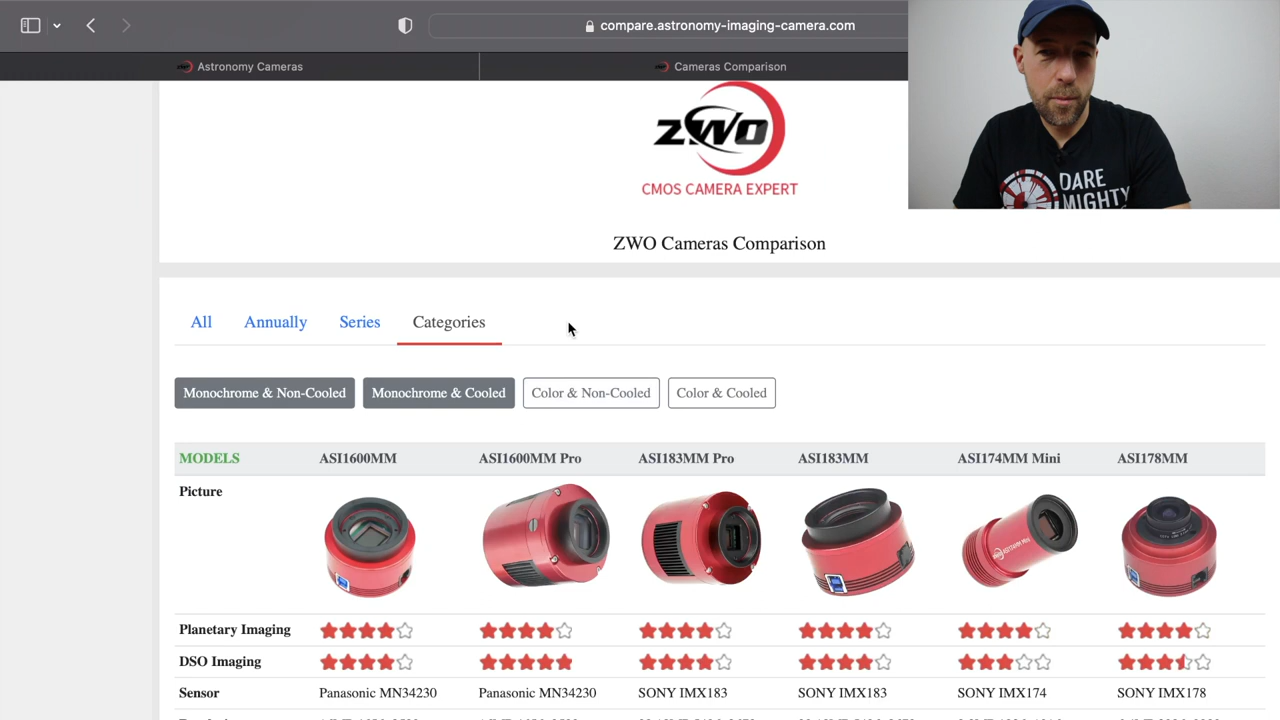 compare.astronomy-imaging-camera.com
Astronomy Cameras
Cameras Comparison
ZWO
CMOS CAMERA EXPERT
DARE
MIGHTY
ZWO Cameras Comparison
All Annually Series Categories
Monochrome & Non-Cooled Monochrome & Cooled Color & Non-Cooled Color & Cooled
MODELS ASI1600MM ASI1600MM Pro ASI183MM Pro ASI183MM ASI174MM Mini ASI178MM
Picture
Planetary Imaging
DSO Imaging
Sensor Panasonic MN34230 Panasonic MN34230 SONY IMX183 SONY IMX183 SONY IMX174 SONY IMX178